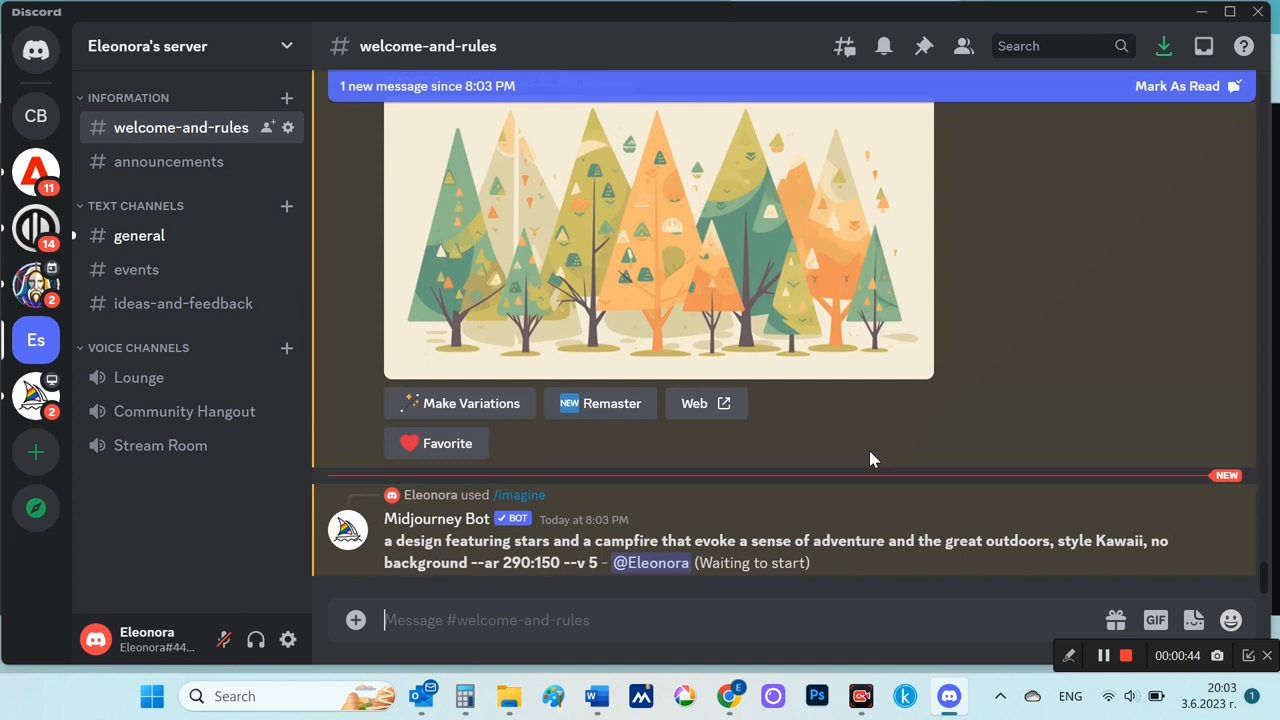 Discord
Eleonora's server
welcome-and-rules
Search
1 new message since 8:03 PM
Mark As Read
CB
11
14
2
Es
2
INFORMATION
welcome-and-rules
announcements
TEXT CHANNELS
general
events
ideas-and-feedback
VOICE CHANNELS
Lounge
Community Hangout
Stream Room
Make Variations
NEW Remaster
Web
Favorite
NEW
Eleonora used /imagine
Midjourney Bot ✓ BOT Today at 8:03 PM
a design featuring stars and a campfire that evoke a sense of adventure and the great outdoors, style Kawaii, no
background --ar 290:150 --v 5 - @Eleonora (Waiting to start)
Message #welcome-and-rules
GIF
Eleonora
Eleonora#44...
00:00:44
Search
E
Ps
ENG
20:03
3.6.2023 г.
1